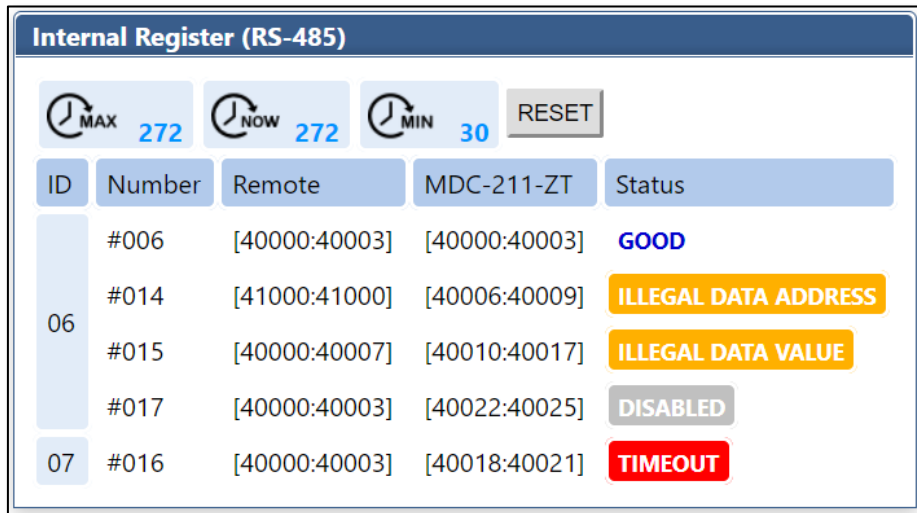 Internal Register (RS-485)
MAX 272 NOW 272 MIN 30 RESET
ID Number Remote MDC-211-ZT Status
#006 [40000:40003] [40000:40003] GOOD
#014 [41000:41000] [40006:40009] ILLEGAL DATA ADDRESS
06
#015 [40000:40007] [40010:40017] ILLEGAL DATA VALUE
#017 [40000:40003] [40022:40025] DISABLED
07 #016 [40000:40003] [40018:40021] TIMEOUT